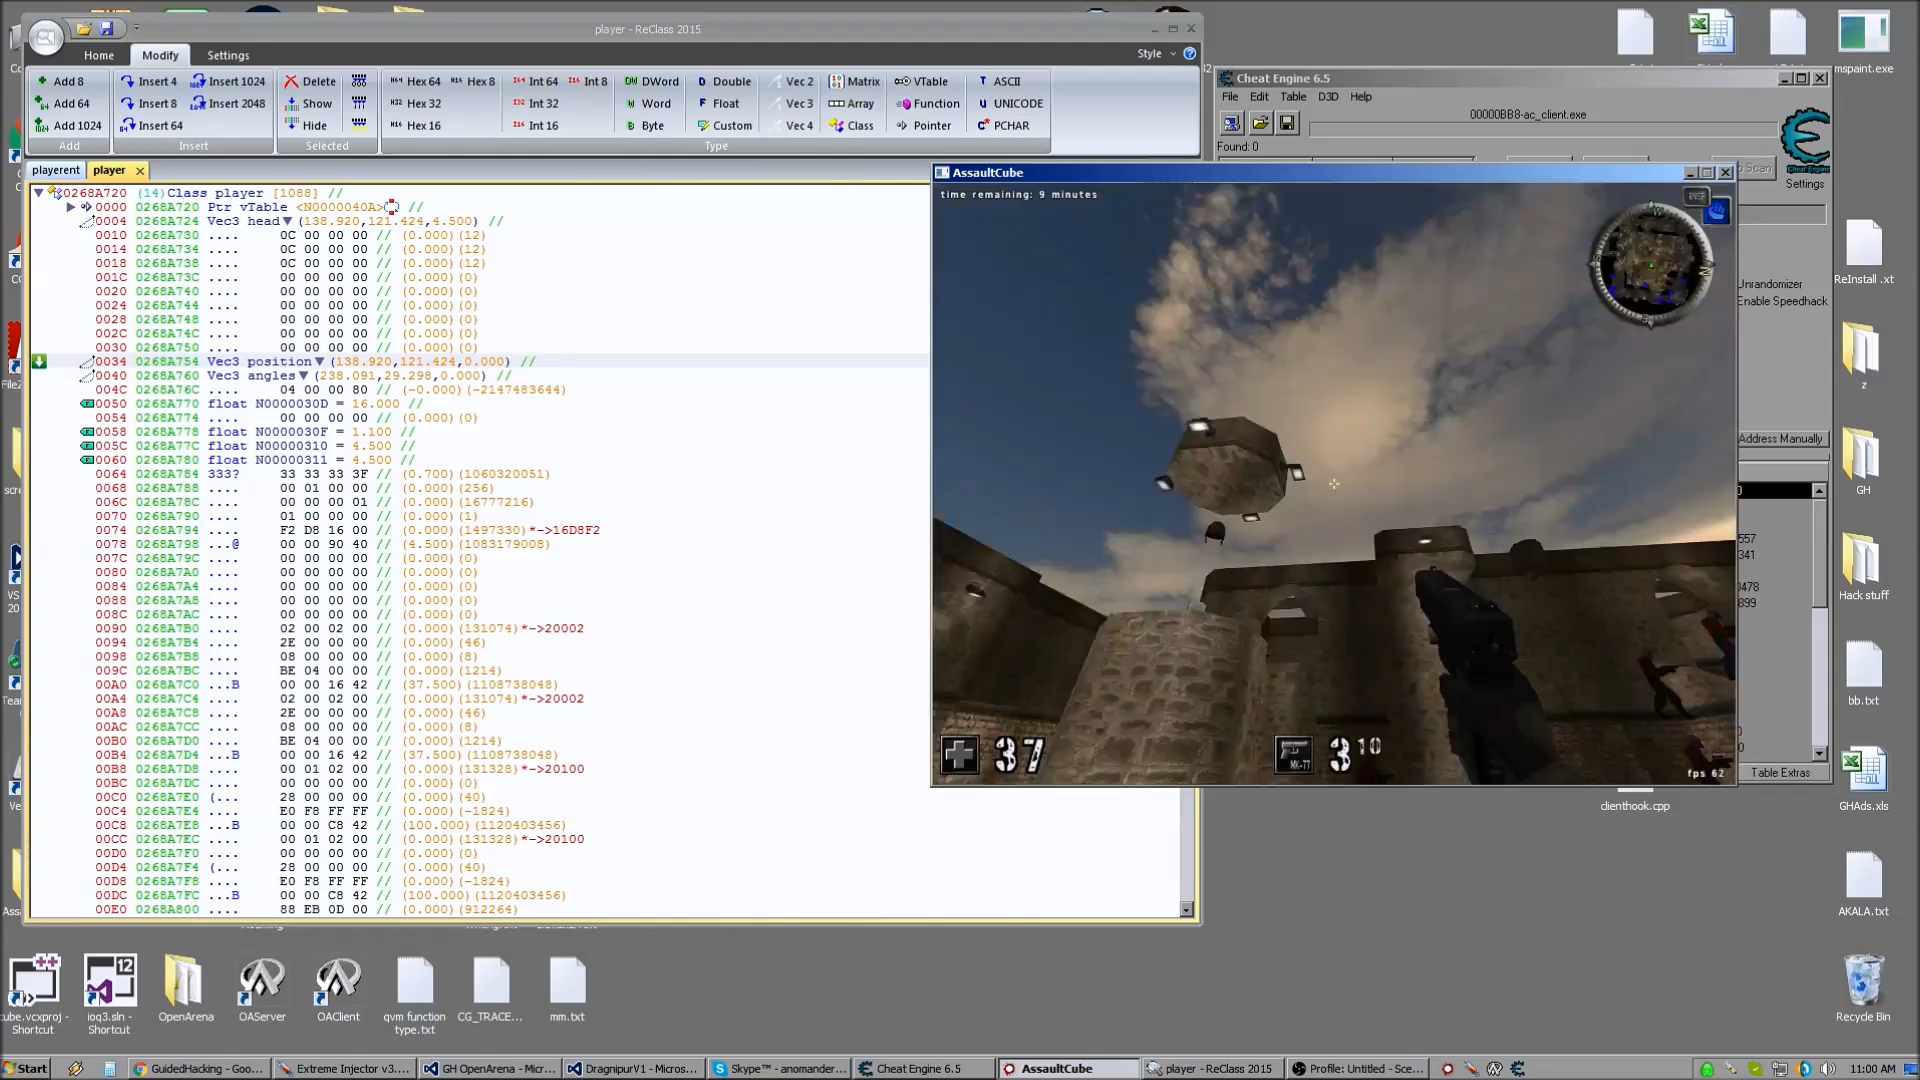 player - ReClass 2015
Home Modify Settings Style
Add 8 Insert 4 Insert 1024 Delete Hex 64 Hex 8 Int 64 Int 8 DWord Double Vec 2 Matrix VTable ASCII
Add 64 Insert 8 Insert 2048 Show Hex 32 Int 32 Word Float Vec 3 Array Function UNICODE
Add 1024 Insert 64 Hide Hex 16 Int 16 Byte Custom Vec 4 Class Pointer PCHAR
Add Insert Selected Type
playerent player
0268A720 (14)Class player [1088] //
0000 0268A720 Ptr vTable <N0000040A> //
0004 0268A724 Vec3 head (138.920,121.424,4.500) //
0010 0268A730 .... 0C 00 00 00 // (0.000)(12)
0014 0268A734 .... 0C 00 00 00 // (0.000)(12)
0018 0268A738 .... 0C 00 00 00 // (0.000)(12)
001C 0268A73C .... 00 00 00 00 // (0.000)(0)
0020 0268A740 .... 00 00 00 00 // (0.000)(0)
0024 0268A744 .... 00 00 00 00 // (0.000)(0)
0028 0268A748 .... 00 00 00 00 // (0.000)(0)
002C 0268A74C .... 00 00 00 00 // (0.000)(0)
0030 0268A750 .... 00 00 00 00 // (0.000)(0)
0034 0268A754 Vec3 position (138.920,121.424,0.000) //
0040 0268A760 Vec3 angles (238.091,29.298,0.000) //
004C 0268A76C .... 04 00 00 80 // (-0.000)(-2147483644)
0050 0268A770 float N0000030D = 16.000 //
0054 0268A774 .... 00 00 00 00 // (0.000)(0)
0058 0268A778 float N0000030F = 1.100 //
005C 0268A77C float N00000310 = 4.500 //
0060 0268A780 float N00000311 = 4.500 //
0064 0268A784 333? 33 33 33 3F // (0.700)(1060320051)
0068 0268A788 .... 00 01 00 00 // (0.000)(256)
006C 0268A78C .... 00 00 00 01 // (0.000)(16777216)
0070 0268A790 .... 01 00 00 00 // (0.000)(1)
0074 0268A794 .... F2 D8 16 00 // (0.000)(1497330)*->16D8F2
0078 0268A798 ...@ 00 00 90 40 // (4.500)(1083179008)
007C 0268A79C .... 00 00 00 00 // (0.000)(0)
0080 0268A7A0 .... 00 00 00 00 // (0.000)(0)
0084 0268A7A4 .... 00 00 00 00 // (0.000)(0)
0088 0268A7A8 .... 00 00 00 00 // (0.000)(0)
008C 0268A7AC .... 00 00 00 00 // (0.000)(0)
0090 0268A7B0 .... 02 00 02 00 // (0.000)(131074)*->20002
0094 0268A7B4 .... 2E 00 00 00 // (0.000)(46)
0098 0268A7B8 .... 08 00 00 00 // (0.000)(8)
009C 0268A7BC .... BE 04 00 00 // (0.000)(1214)
00A0 0268A7C0 ...B 00 00 16 42 // (37.500)(1108738048)
00A4 0268A7C4 .... 02 00 02 00 // (0.000)(131074)*->20002
00A8 0268A7C8 .... 2E 00 00 00 // (0.000)(46)
00AC 0268A7CC .... 08 00 00 00 // (0.000)(8)
00B0 0268A7D0 .... BE 04 00 00 // (0.000)(1214)
00B4 0268A7D4 ...B 00 00 16 42 // (37.500)(1108738048)
00B8 0268A7D8 .... 00 01 02 00 // (0.000)(131328)*->20100
00BC 0268A7DC .... 00 00 00 00 // (0.000)(0)
00C0 0268A7E0 (... 28 00 00 00 // (0.000)(40)
00C4 0268A7E4 .... E0 F8 FF FF // (0.000)(-1824)
00C8 0268A7E8 ...B 00 00 C8 42 // (100.000)(1120403456)
00CC 0268A7EC .... 00 01 02 00 // (0.000)(131328)*->20100
00D0 0268A7F0 .... 00 00 00 00 // (0.000)(0)
00D4 0268A7F4 (... 28 00 00 00 // (0.000)(40)
00D8 0268A7F8 .... E0 F8 FF FF // (0.000)(-1824)
00DC 0268A7FC ...B 00 00 C8 42 // (100.000)(1120403456)
00E0 0268A800 .... 88 EB 0D 00 // (0.000)(912264)
Cheat Engine 6.5
File Edit Table D3D Help
00000BB8-ac_client.exe
Found: 0
Settings
Unrandomizer
Enable Speedhack
Address Manually
Table Extras
AssaultCube
time remaining: 9 minutes
37
MK-77
3 10
fps 62
mspaint.exe
ReInstall .xt
z
GH
Hack stuff
bb.txt
clienthook.cpp
GHAds.xls
AKALA.txt
Recycle Bin
cube.vcxproj - Shortcut
ioq3.sln - Shortcut
OpenArena
OAServer
OAClient
qvm function type.txt
CG_TRACE...
mm.txt
Start
GuidedHacking - Goo...
Extreme Injector v3....
GH OpenArena - Micr...
DragnipurV1 - Micros...
Skype™ - anomander...
Cheat Engine 6.5
AssaultCube
player - ReClass 2015
Profile: Untitled - Sce...
11:00 AM